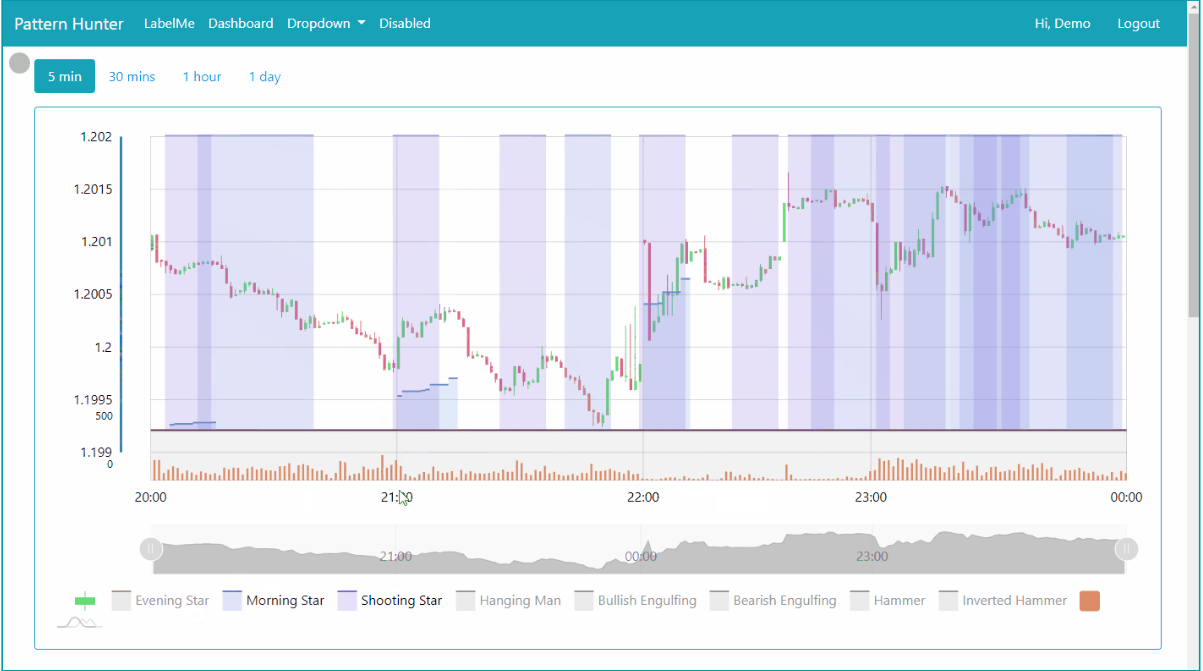 Pattern Hunter LabelMe Dashboard Dropdown Disabled Hi, Demo Logout
5 min 30 mins 1 hour 1 day
1.202
1.2015
1.201
1.2005
1.2
1.1995
500
1.199
0
20:00 21:00 22:00 23:00 00:00
21:00 00:00 23:00
Evening Star Morning Star Shooting Star Hanging Man Bullish Engulfing Bearish Engulfing Hammer Inverted Hammer